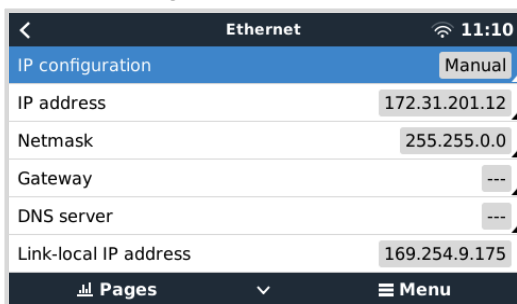 Ethernet 11:10
IP configuration Manual
IP address 172.31.201.12
Netmask 255.255.0.0
Gateway ---
DNS server ---
Link-local IP address 169.254.9.175
Pages Menu